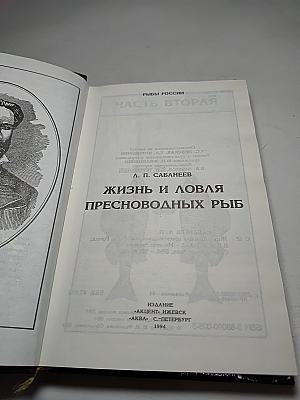 РЫБЫ РОССИИ
ЧАСТЬ ВТОРАЯ
Л. П. САБАНЕЕВ
ЖИЗНЬ И ЛОВЛЯ
ПРЕСНОВОДНЫХ РЫБ
ИЗДАНИЕ
«АКЦЕНТ» ИЖЕВСК
«АКВА» С.-ПЕТЕРБУРГ
1994